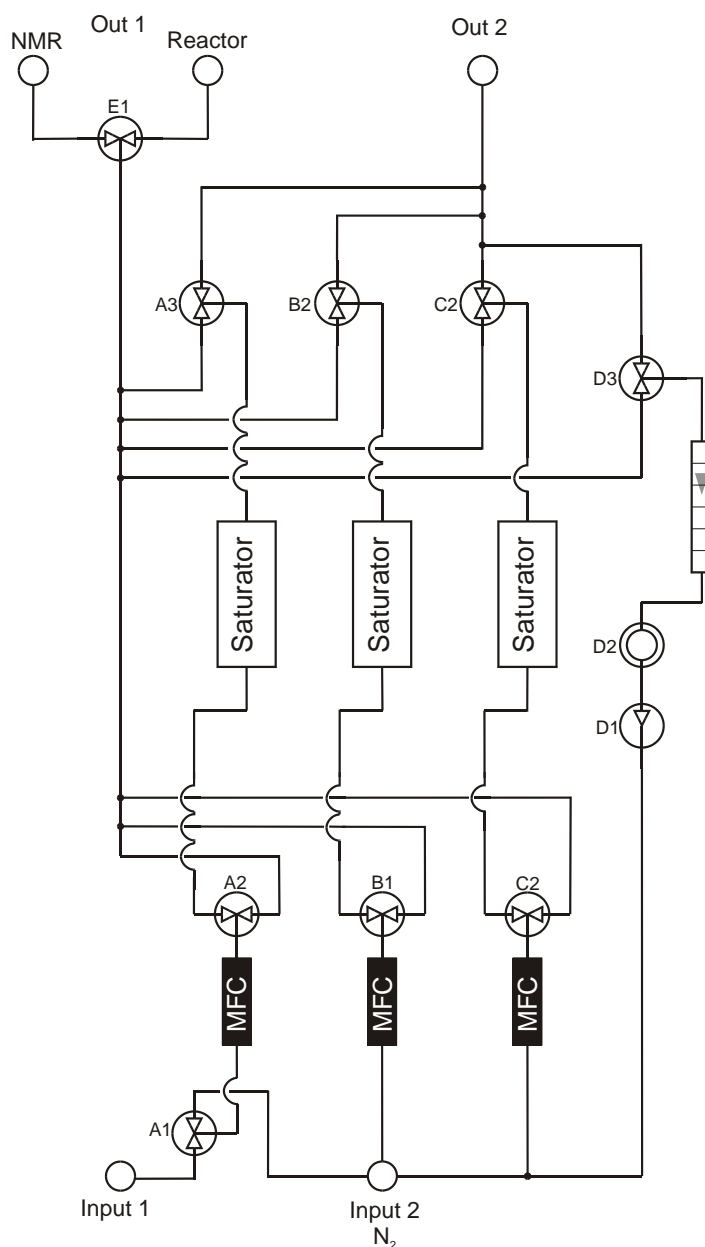 Out 1
NMR
Reactor
Out 2
E1
A3
B2
C2
D3
Saturator
Saturator
Saturator
D2
D1
A2
B1
C2
MFC
MFC
MFC
A1
Input 1
Input 2
N₂